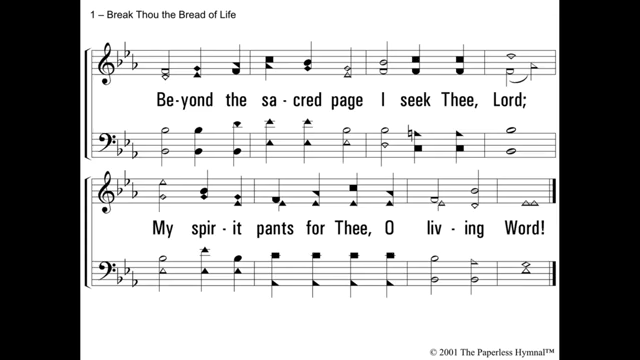 1 – Break Thou the Bread of Life
Be-yond the sa-cred page I seek Thee, Lord;
My spir-it pants for Thee, O liv-ing Word!
© 2001 The Paperless Hymnal™